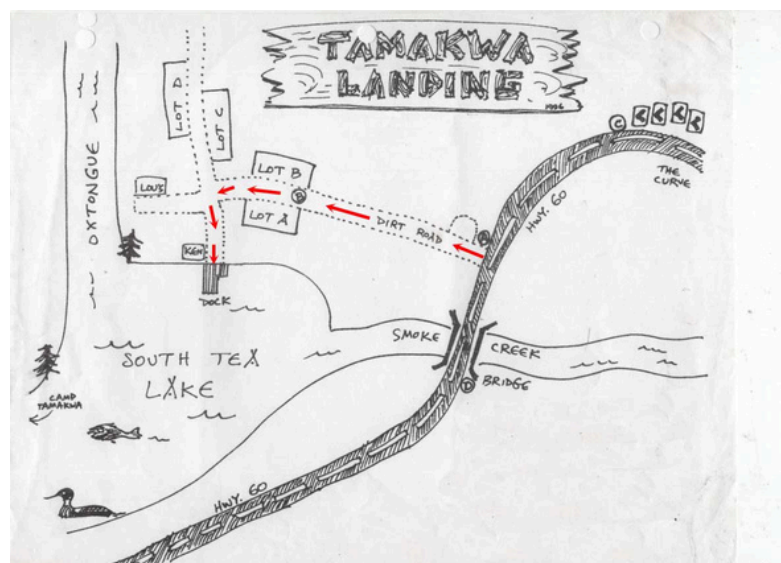 TAMAKWA
LANDING
1996
C
THE
CURVE
HWY. 60
LOT D
LOT C
OXTONGUE
LOU'S
LOT B
B
LOT A
DIRT ROAD
KEN
DOCK
SMOKE
CREEK
BRIDGE
SOUTH TEA
LAKE
CAMP
TAMAKWA
HWY. 60